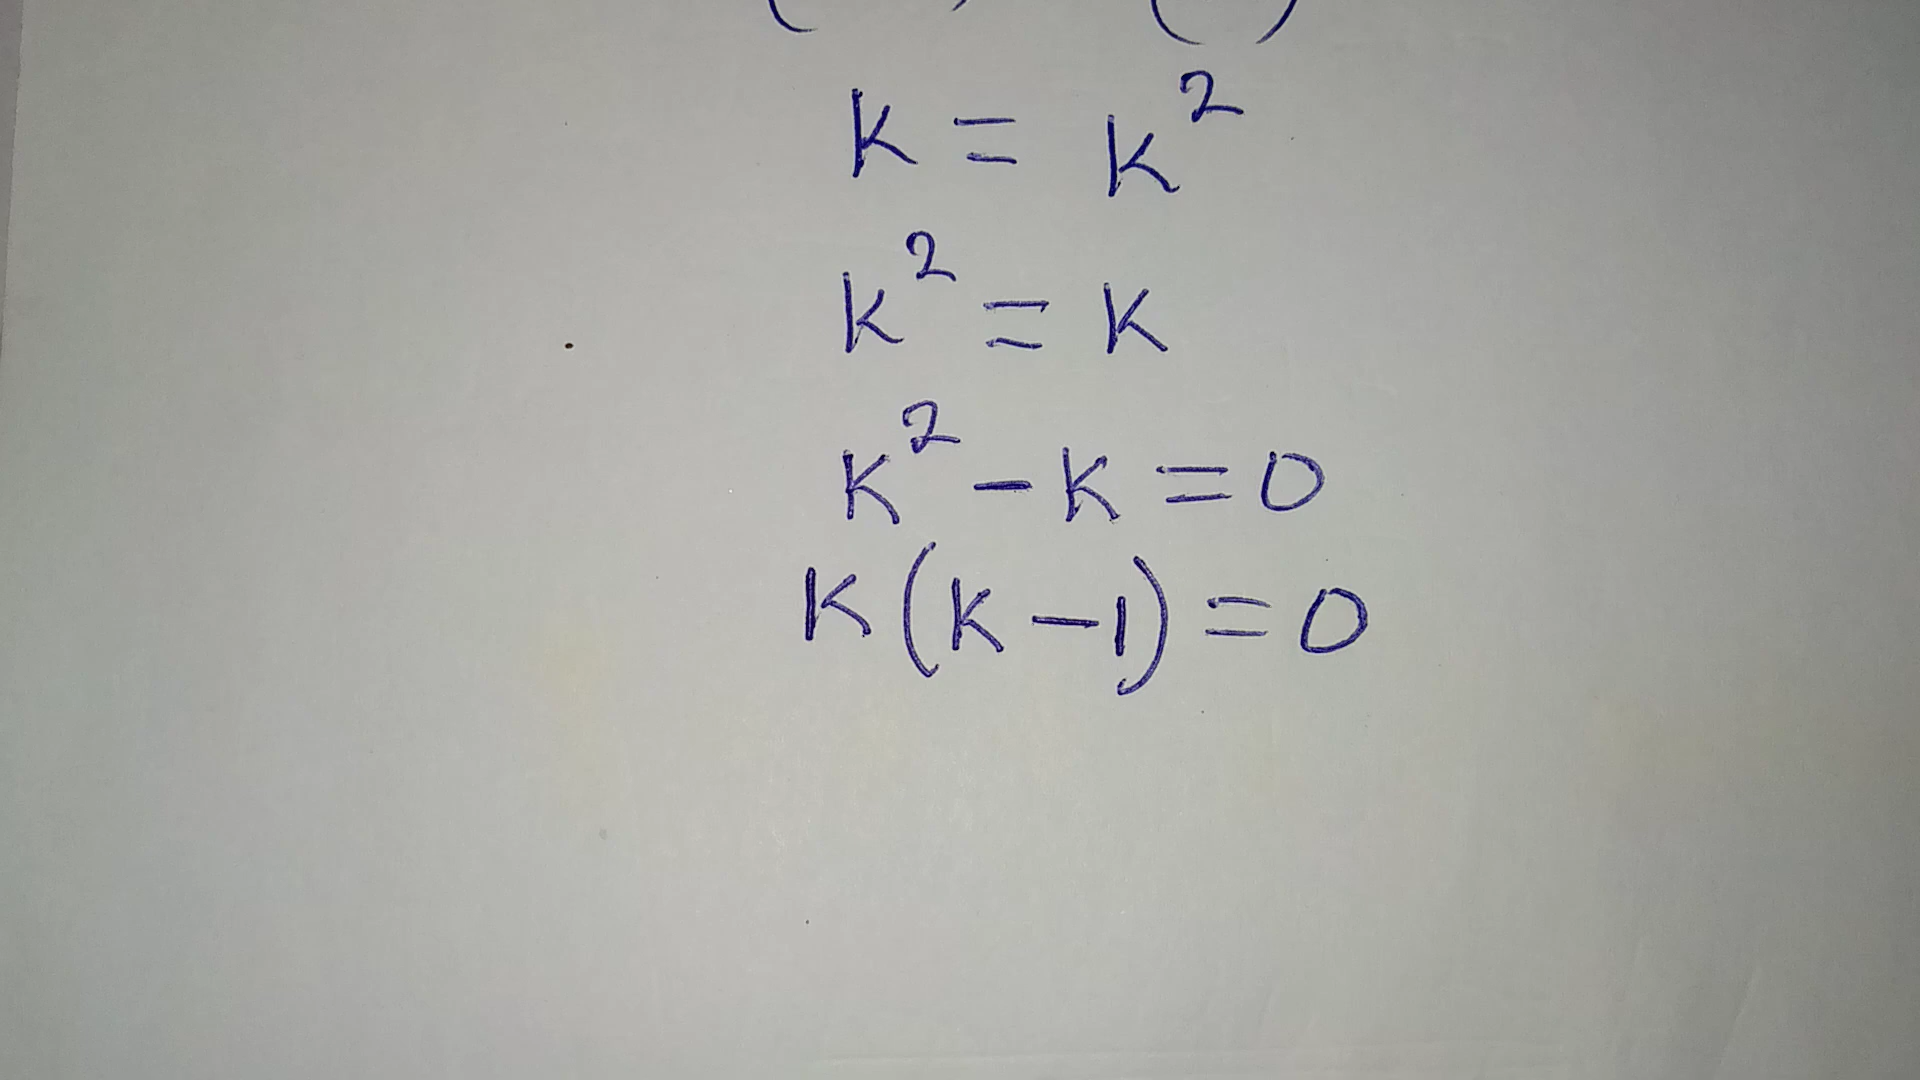 K = K²
K² = K
K² - K = 0
K(K - 1) = 0